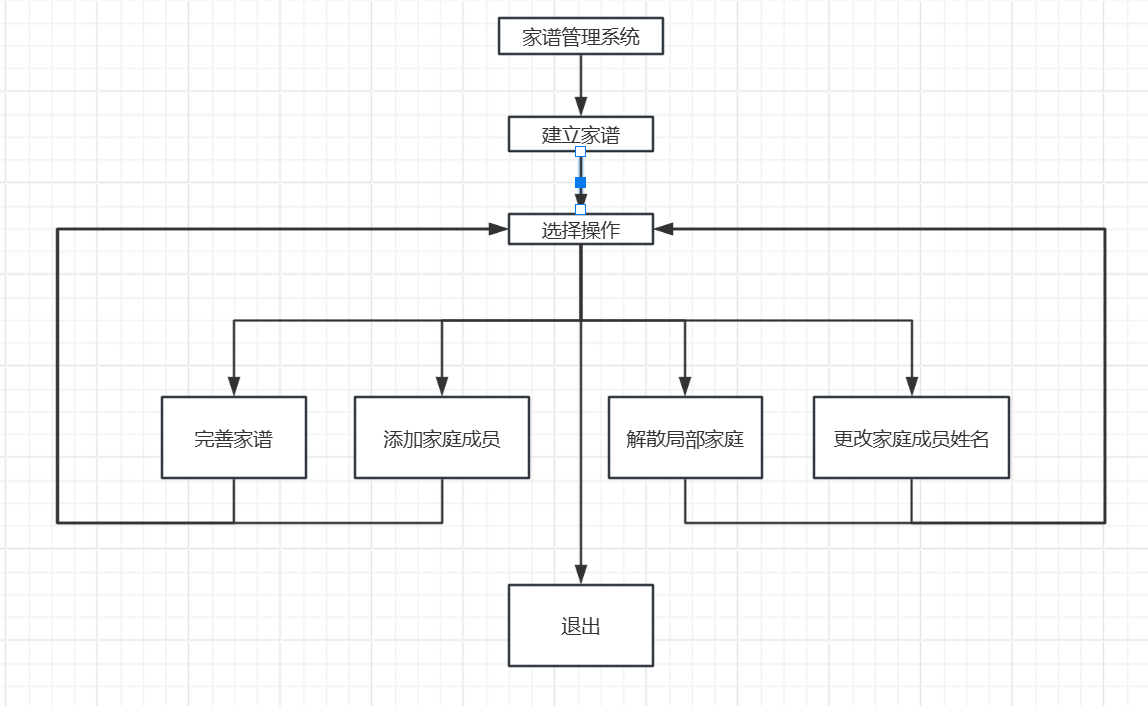 家谱管理系统
建立家谱
选择操作
完善家谱
添加家庭成员
解散局部家庭
更改家庭成员姓名
退出